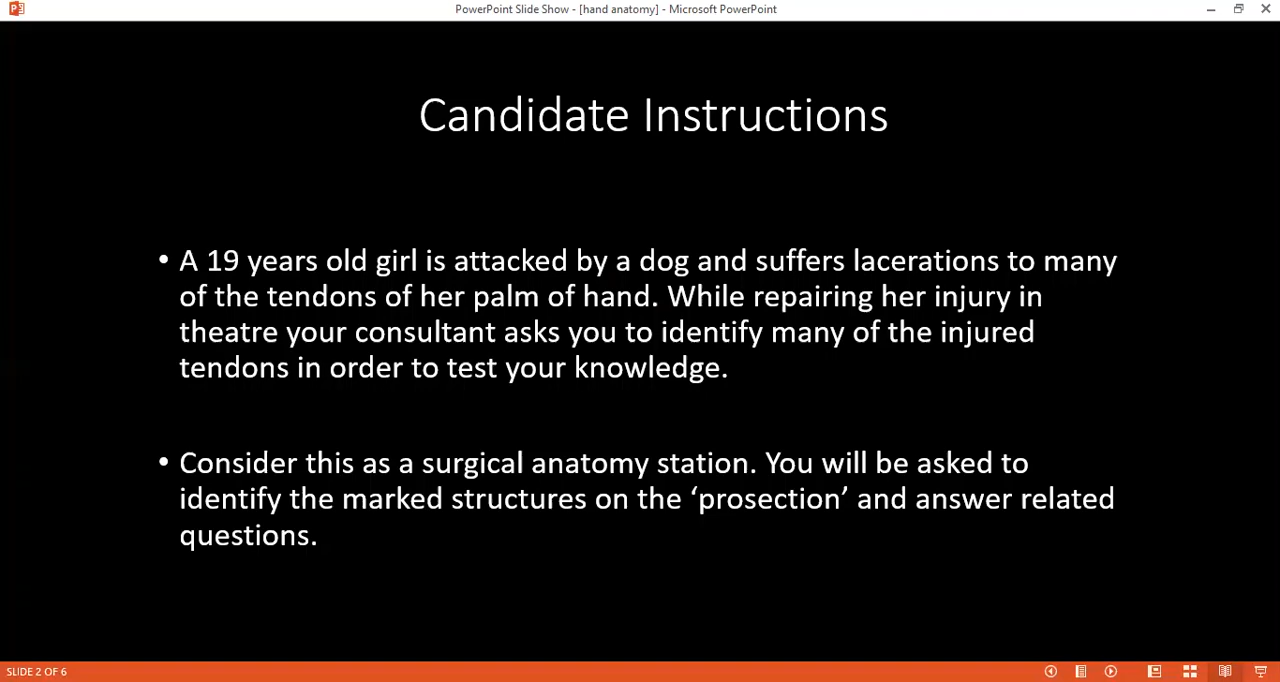 PowerPoint Slide Show - [hand anatomy] - Microsoft PowerPoint
Candidate Instructions
• A 19 years old girl is attacked by a dog and suffers lacerations to many
of the tendons of her palm of hand. While repairing her injury in
theatre your consultant asks you to identify many of the injured
tendons in order to test your knowledge.
• Consider this as a surgical anatomy station. You will be asked to
identify the marked structures on the ‘prosection’ and answer related
questions.
SLIDE 2 OF 6